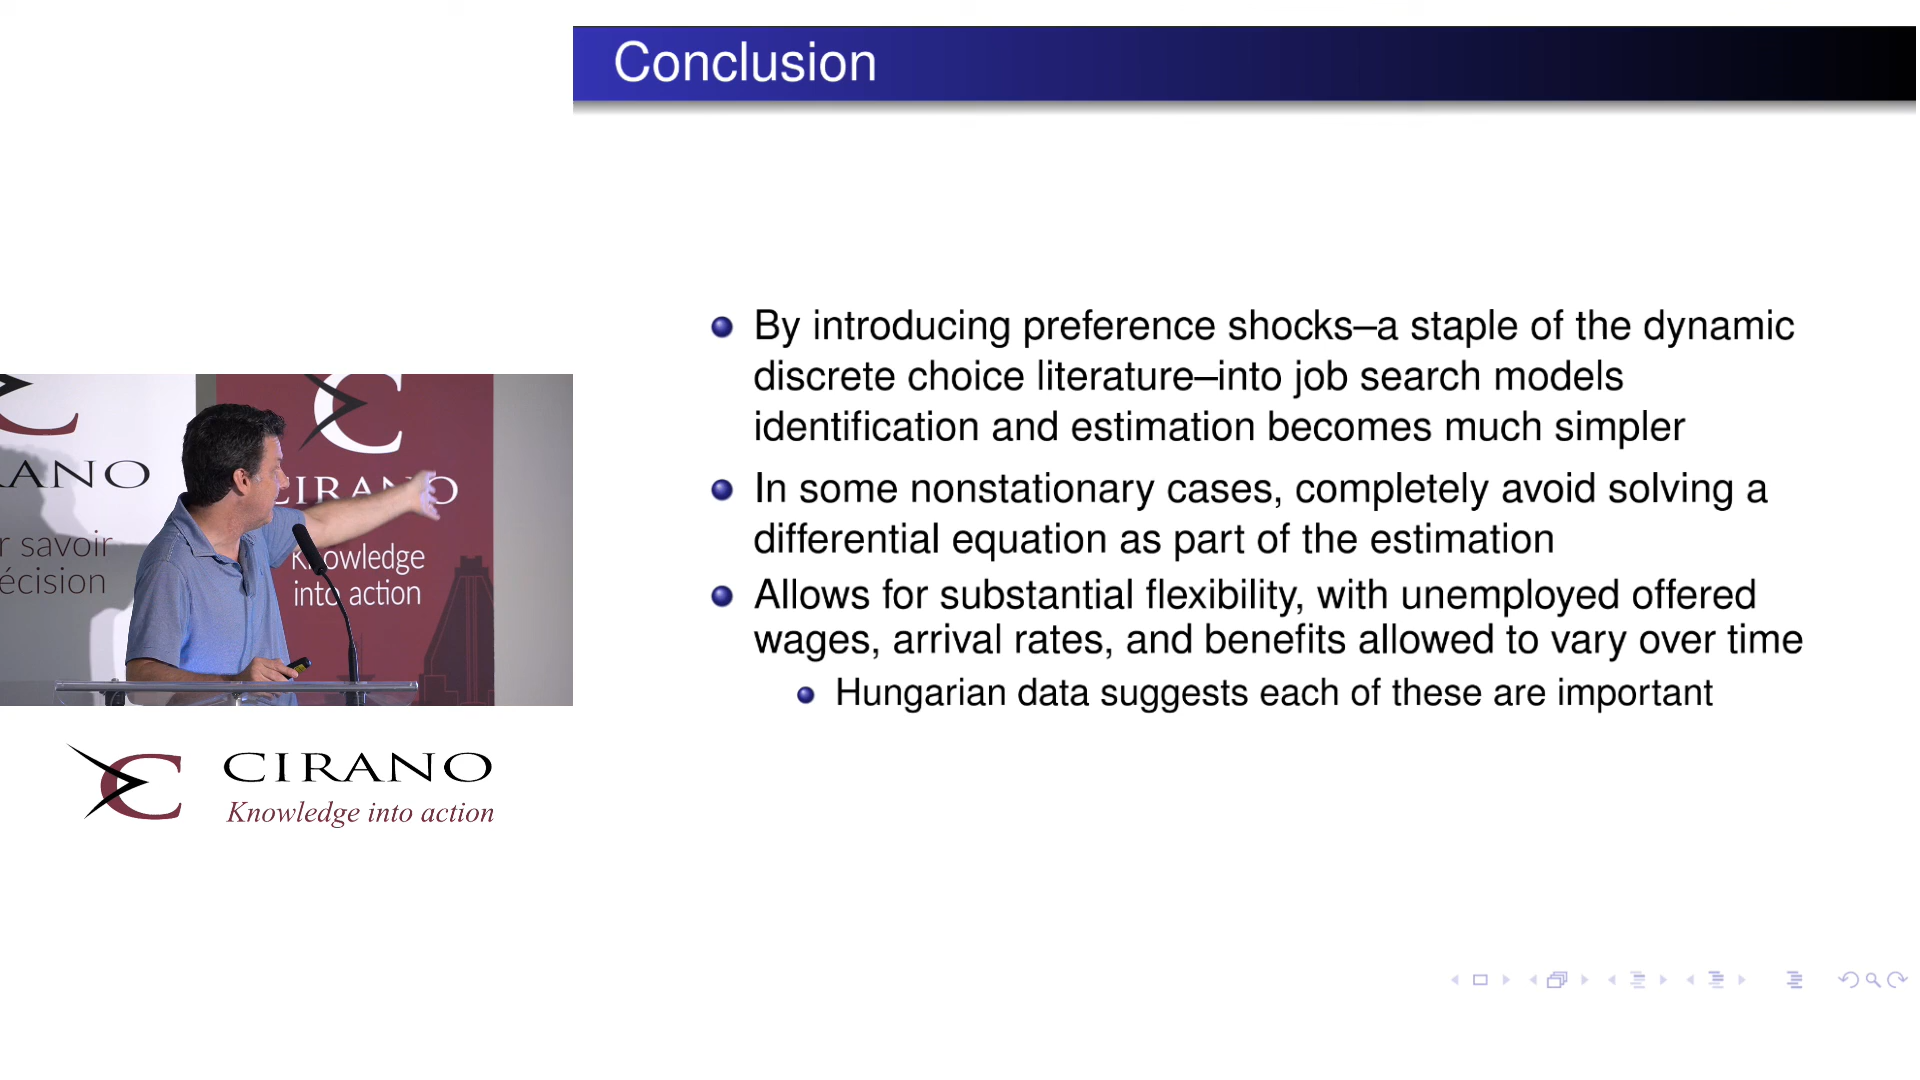 Conclusion
By introducing preference shocks–a staple of the dynamic
discrete choice literature–into job search models
identification and estimation becomes much simpler
In some nonstationary cases, completely avoid solving a
differential equation as part of the estimation
Allows for substantial flexibility, with unemployed offered
wages, arrival rates, and benefits allowed to vary over time
Hungarian data suggests each of these are important
RANO
r savoir
écision
CIRANO
Knowledge
into action
CIRANO
Knowledge into action